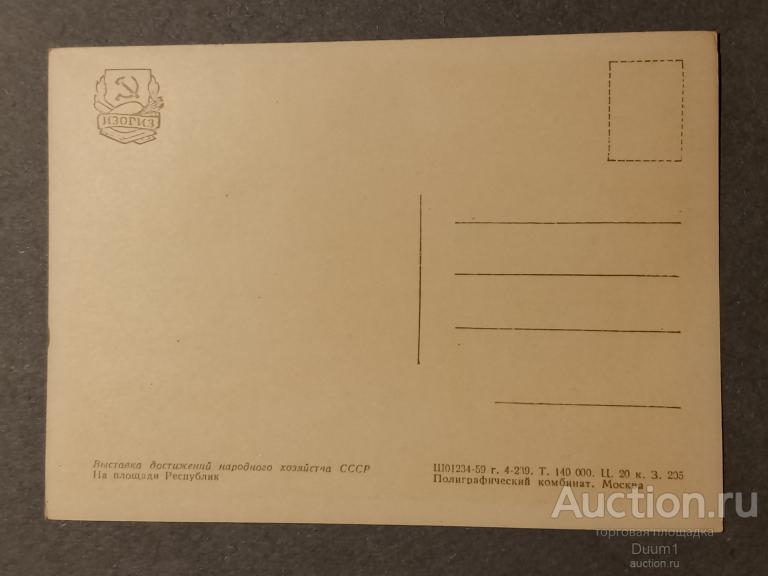 ИЗОГИЗ
Выставка достижений народного хозяйства СССР
На площади Республик
Ш01234-59 г. 4-239. Т. 140 000. Ц. 20 к. З. 295
Полиграфический комбинат. Москва
Auction.ru
торговая площадка
Duum1
auction.ru